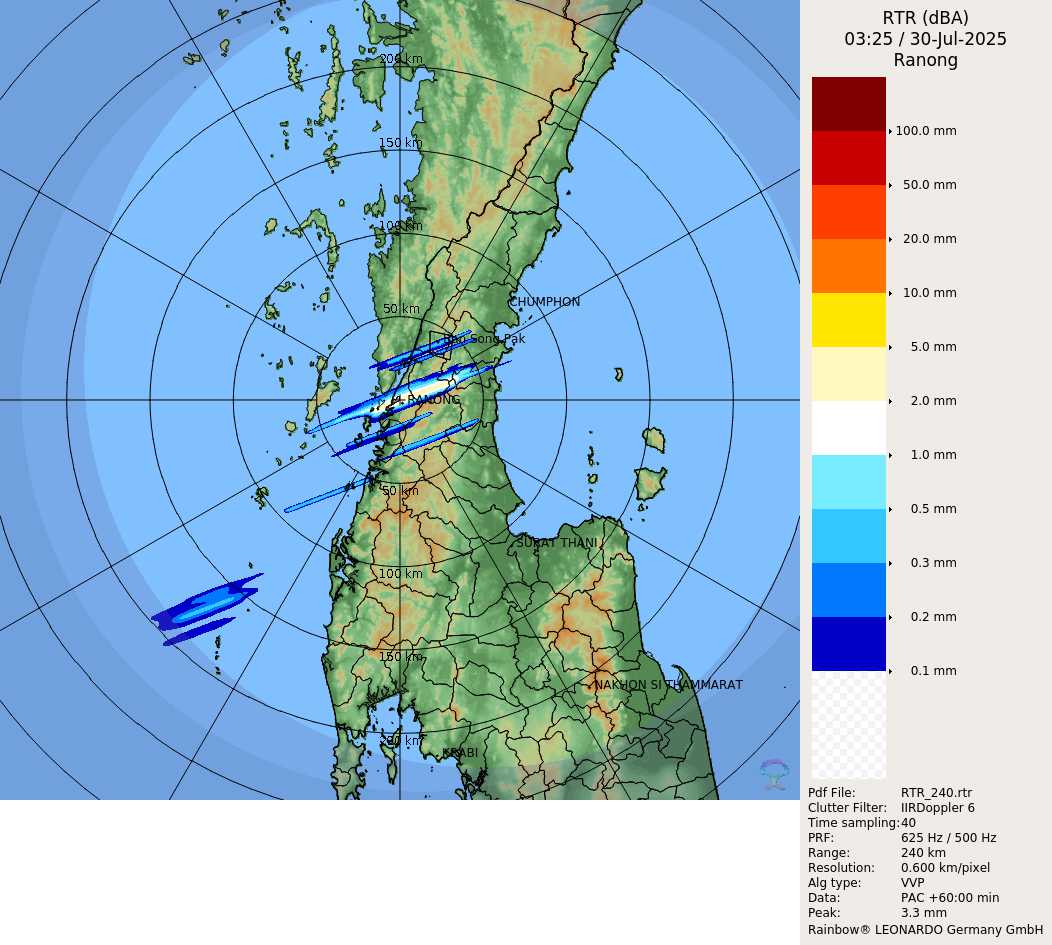 RTR (dBA)
03:25 / 30-Jul-2025
Ranong
200 km
150 km
100 km
50 km
CHUMPHON
Ban Song Pak
RANONG
50 km
SURAT THANI
100 km
150 km
NAKHON SI THAMMARAT
200 km
KRABI
100.0 mm
50.0 mm
20.0 mm
10.0 mm
5.0 mm
2.0 mm
1.0 mm
0.5 mm
0.3 mm
0.2 mm
0.1 mm
Pdf File: RTR_240.rtr
Clutter Filter: IIRDoppler 6
Time sampling: 40
PRF: 625 Hz / 500 Hz
Range: 240 km
Resolution: 0.600 km/pixel
Alg type: VVP
Data: PAC +60:00 min
Peak: 3.3 mm
Rainbow® LEONARDO Germany GmbH